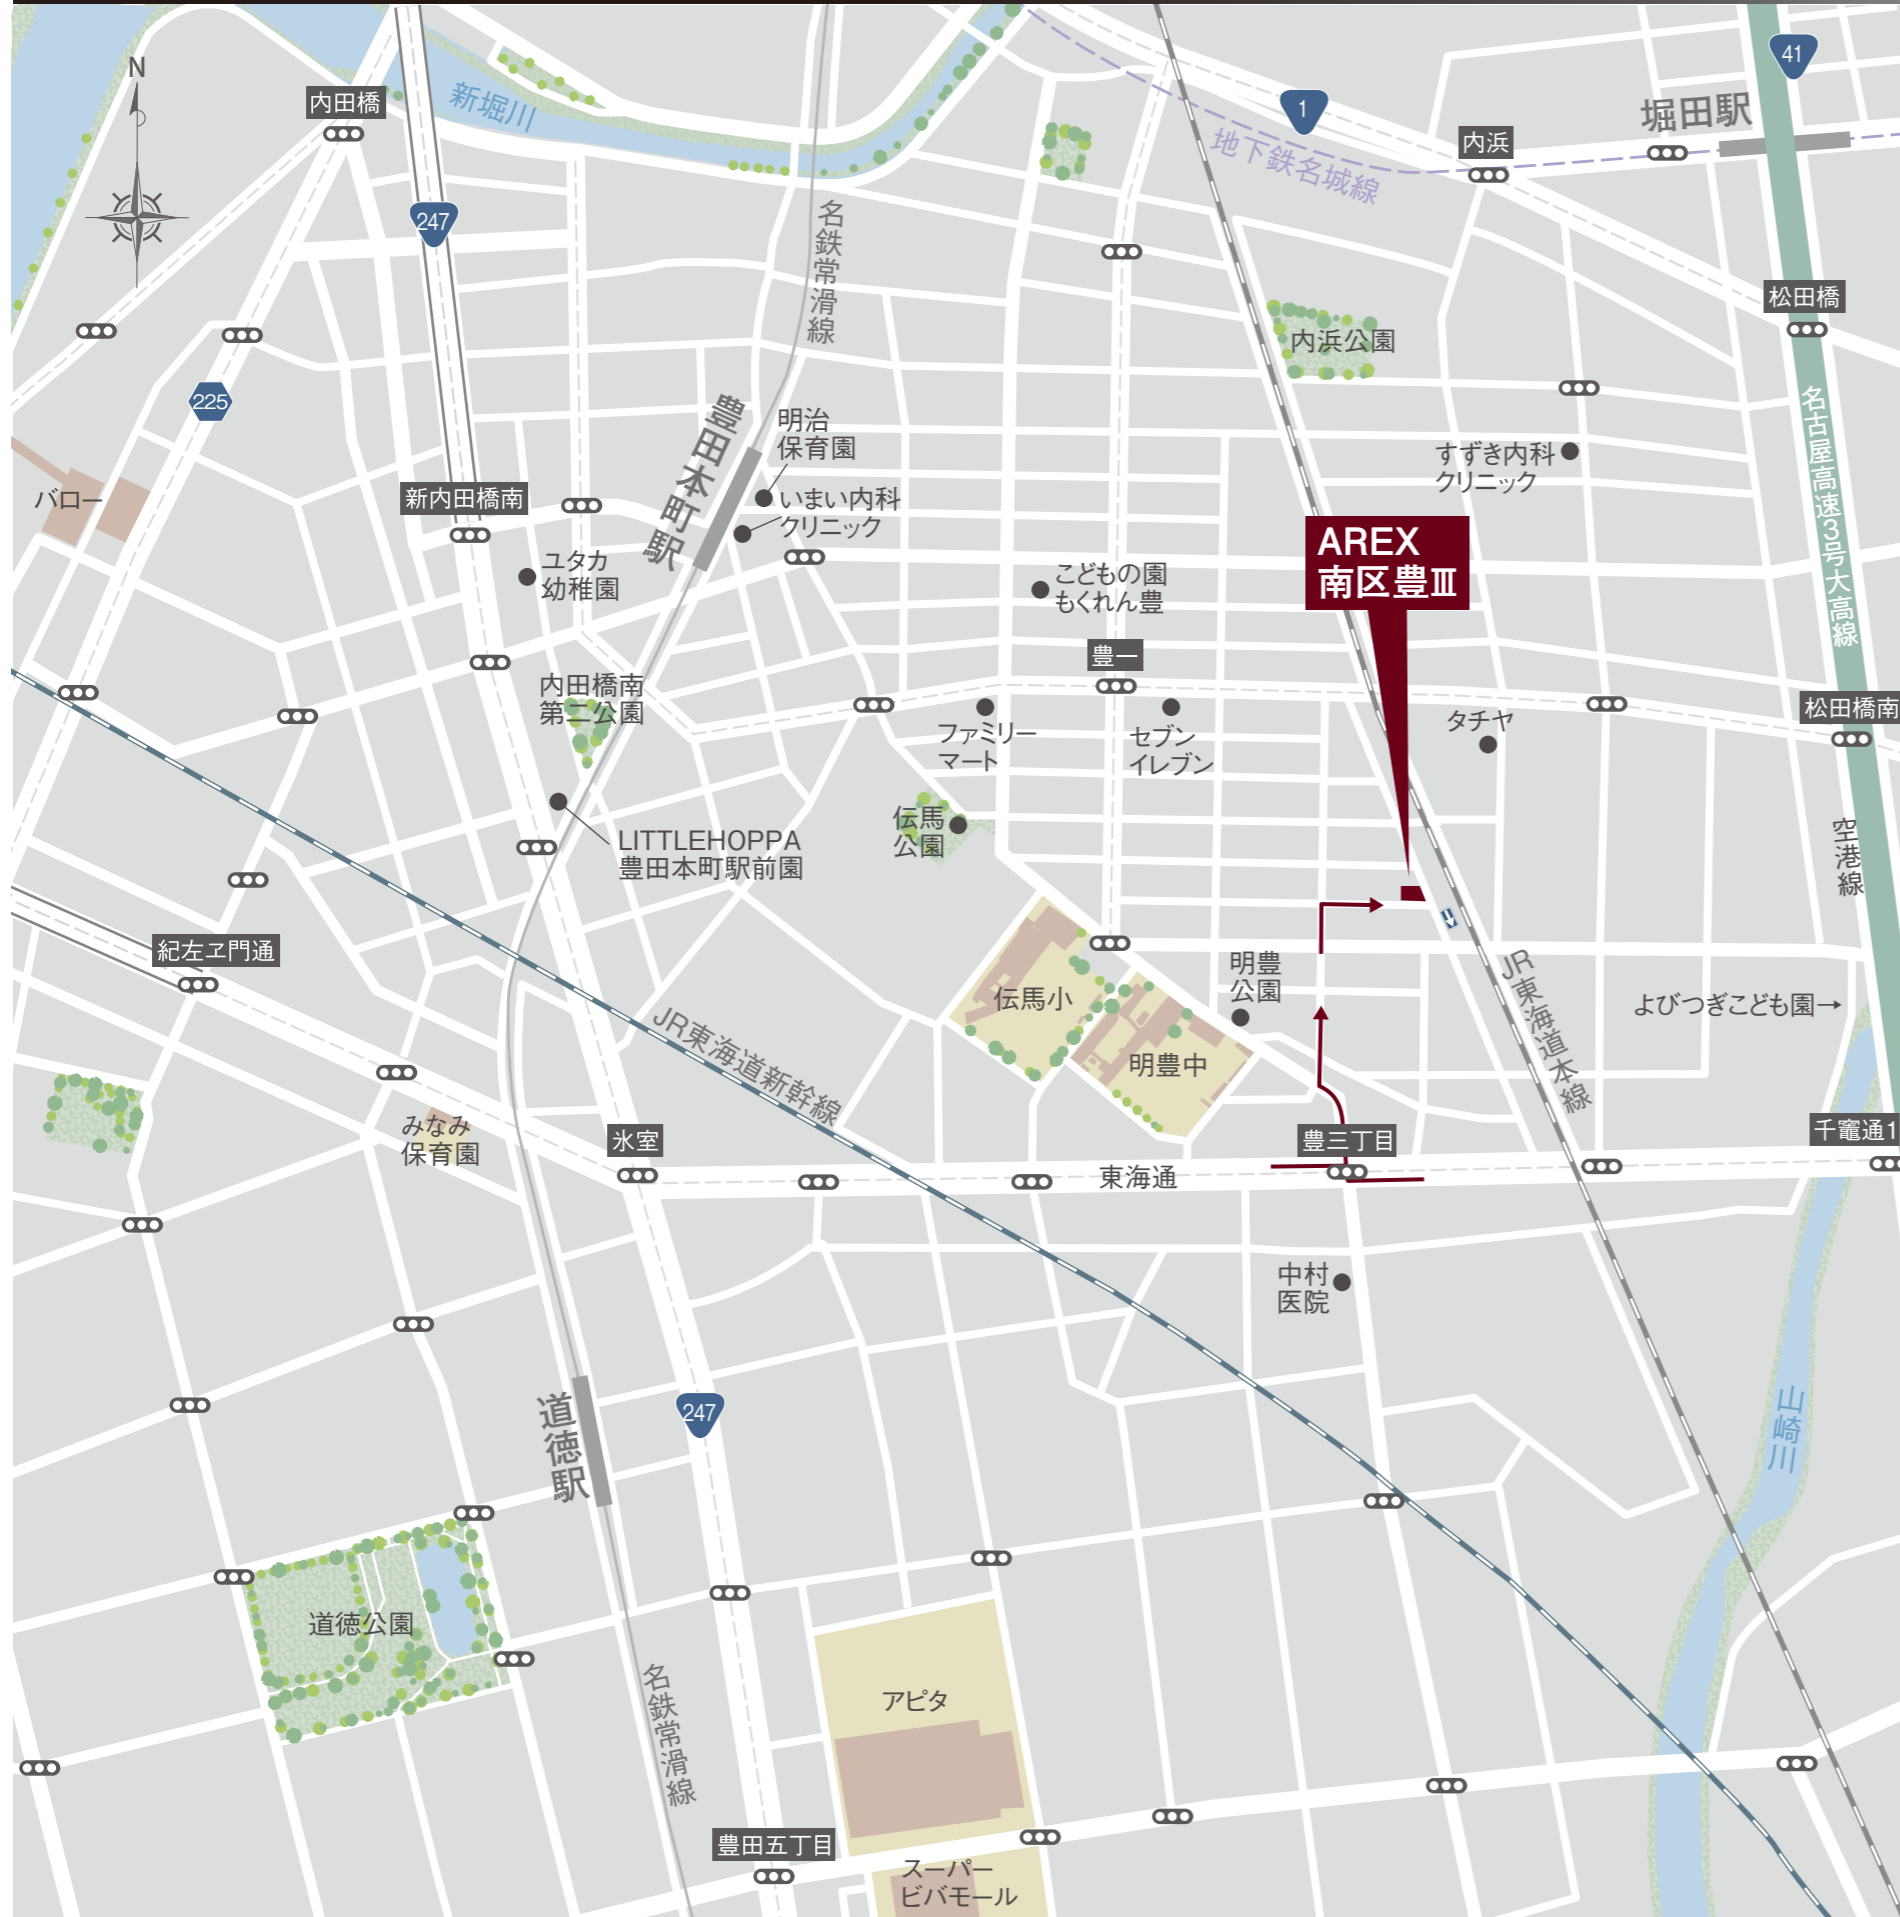 N
内田橋
新堀川
247
1
41
堀田駅
地下鉄名城線
内浜
名鉄常滑線
松田橋
内浜公園
225
名古屋高速3号大高線
豊田本町駅
明治
保育園
すずき内科
クリニック
バロー
新内田橋南
いまい内科
クリニック
AREX
南区豊Ⅲ
ユタカ
幼稚園
こどもの園
もくれん豊
豊一
内田橋南
第二公園
ファミリー
マート
セブン
イレブン
タチヤ
松田橋南
LITTLEHOPPA
豊田本町駅前園
伝馬
公園
空港線
紀左ヱ門通
伝馬小
明豊
公園
JR東海道本線
よびつぎこども園→
JR東海道新幹線
明豊中
みなみ
保育園
氷室
豊三丁目
千竈通1
東海通
中村
医院
道徳駅
247
山崎川
道徳公園
名鉄常滑線
アピタ
豊田五丁目
スーパー
ビバモール